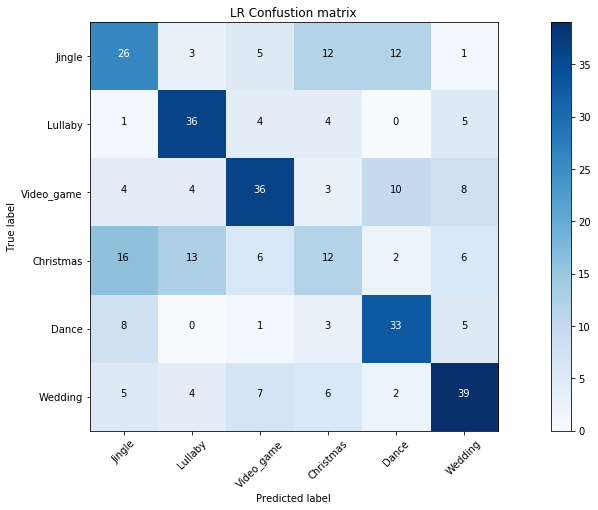 LR Confustion matrix
Jingle 26 3 5 12 12 1
Lullaby 1 36 4 4 0 5
Video_game 4 4 36 3 10 8
Christmas 16 13 6 12 2 6
Dance 8 0 1 3 33 5
Wedding 5 4 7 6 2 39
Jingle Lullaby Video_game Christmas Dance Wedding
True label
Predicted label
35
30
25
20
15
10
5
0